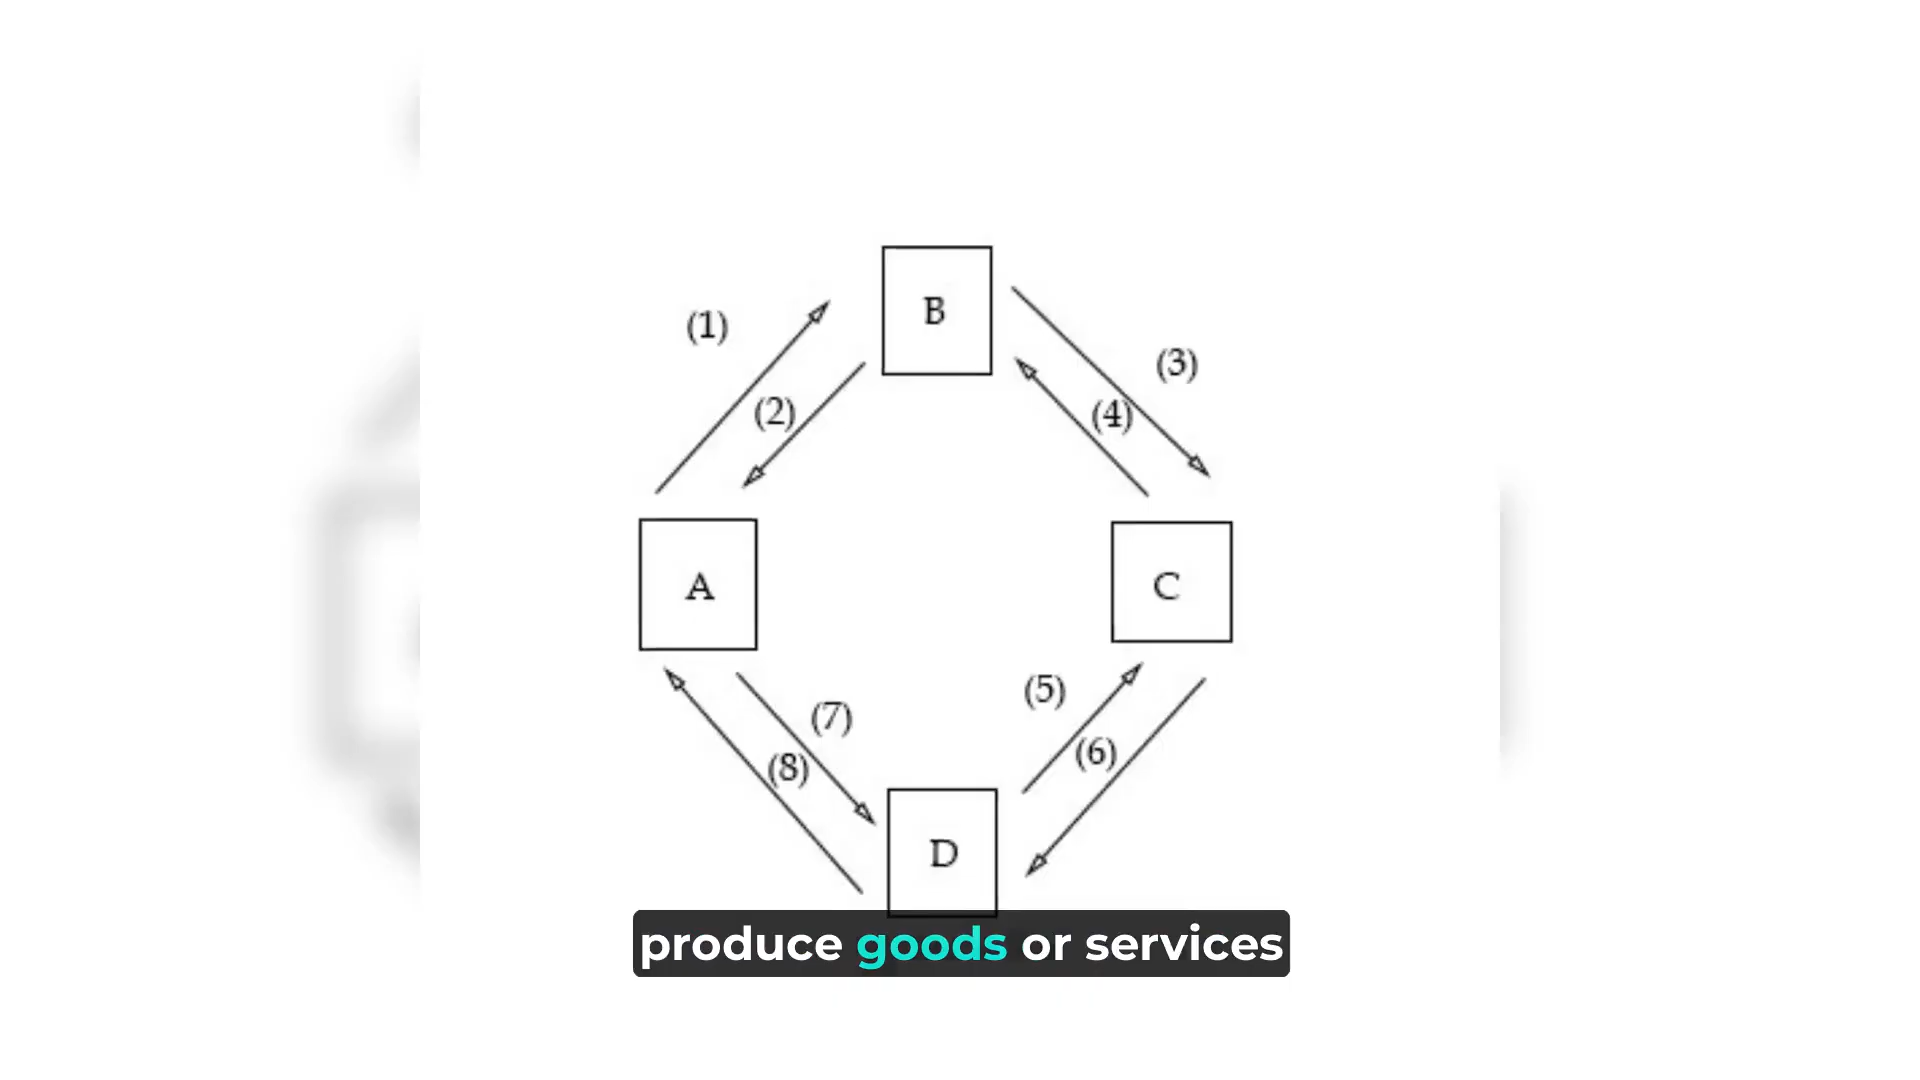 B
(1)
(3)
(2)
(4)
A
C
(5)
(7)
(6)
(8)
D
produce goods or services